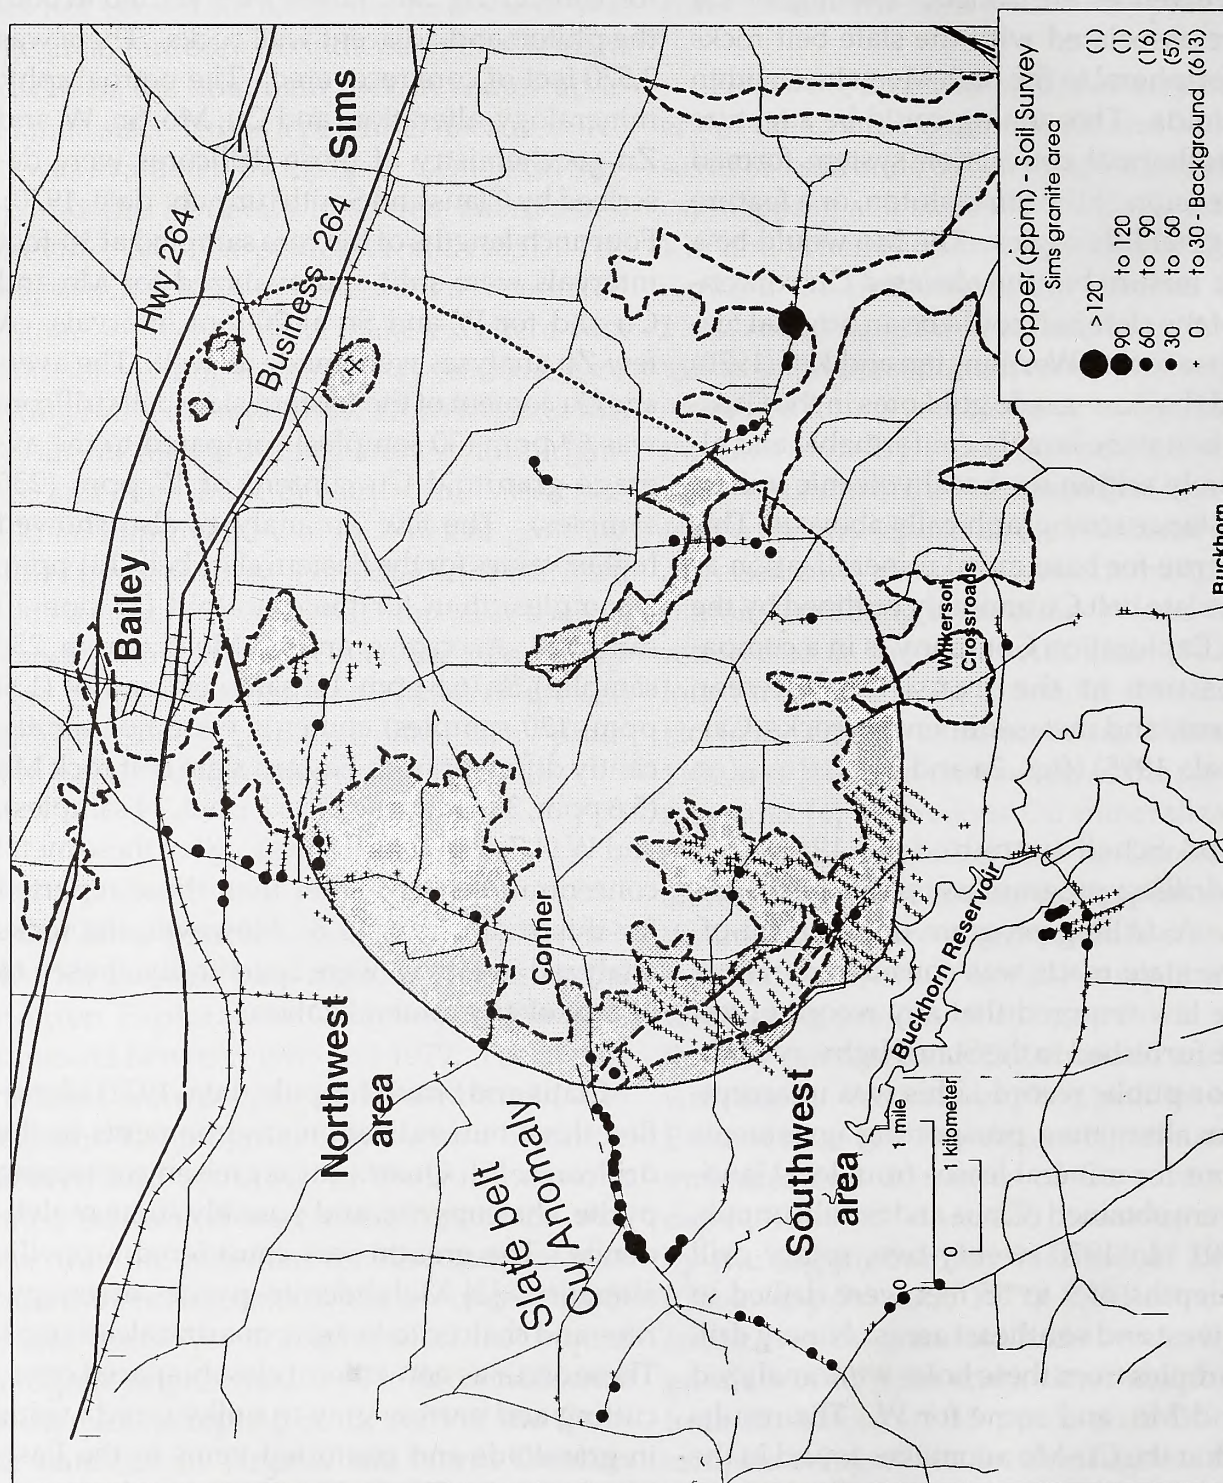 Copper (ppm) - Soil Survey
Sims granite area
>120 (1)
90 to 120 (1)
60 to 90 (16)
30 to 60 (57)
+ 0 to 30 - Background (613)
Hwy 264
Sims
Business 264
Bailey
Northwest
area
Conner
Slate belt
Cu Anomaly
Southwest
area
Wilkerson
Crossroads
Buckhorn Reservoir
Buckhorn
0 1 mile
0 1 kilometer